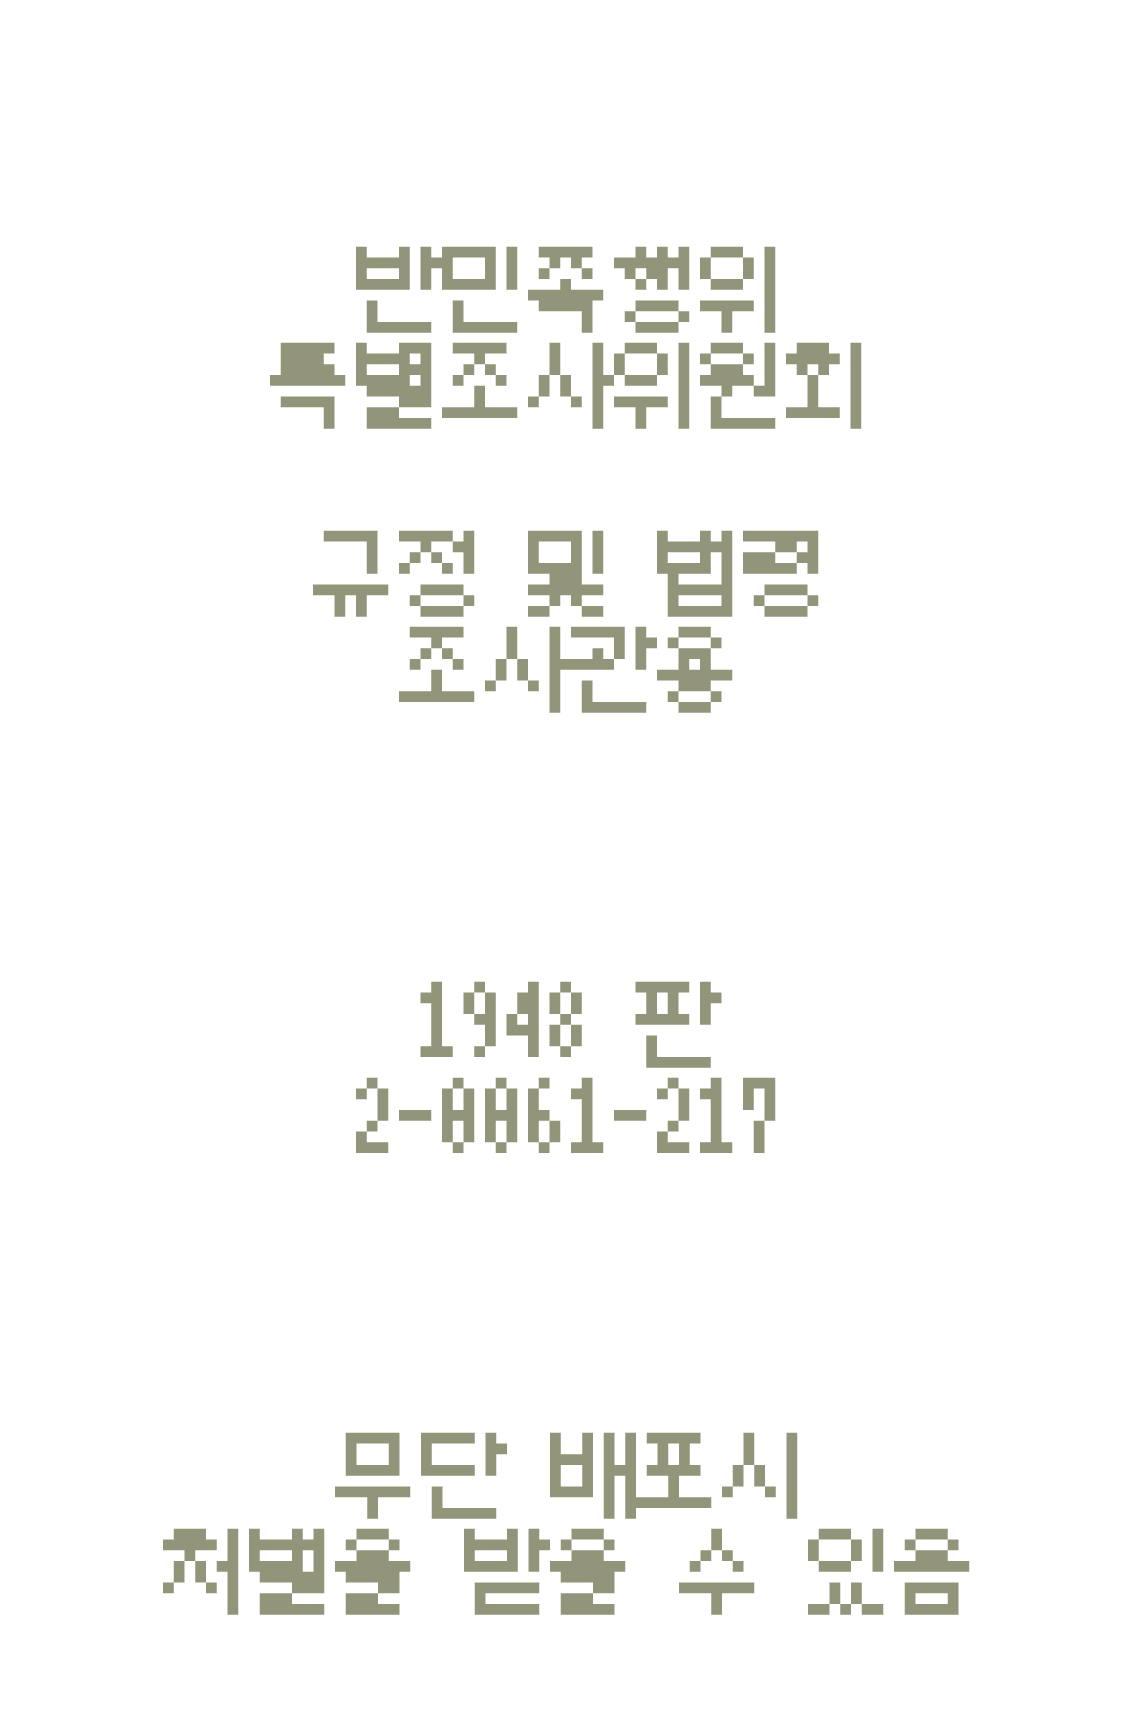 반민족행위
특별조사위원회
규정 및 법령
조사관용
1948 판
2-0061-217
무단 배포시
처벌을 받을 수 있음